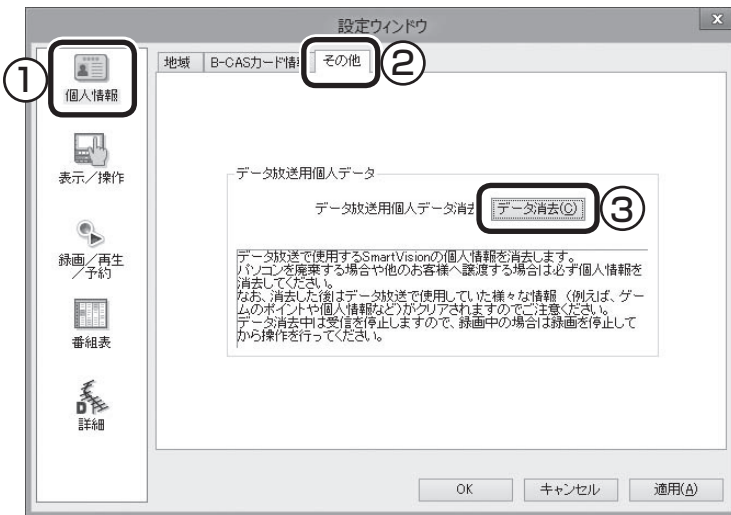 設定ウィンドウ
x
①
個人情報
表示／操作
録画／再生
／予約
番組表
詳細
地域
B-CASカード情
その他
②
データ放送用個人データ
データ放送用個人データ消去
データ消去(C)
③
データ放送で使用するSmartVisionの個人情報を消去します。
パソコンを廃棄する場合や他のお客様へ譲渡する場合は必ず個人情報を
消去してください。
なお、消去した後はデータ放送で使用していた様々な情報（例えば、ゲー
ムのポイントや個人情報など）がクリアされますのでご注意ください。
データ消去中は受信を停止しますので、録画中の場合は録画を停止して
から操作を行ってください。
OK
キャンセル
適用(A)